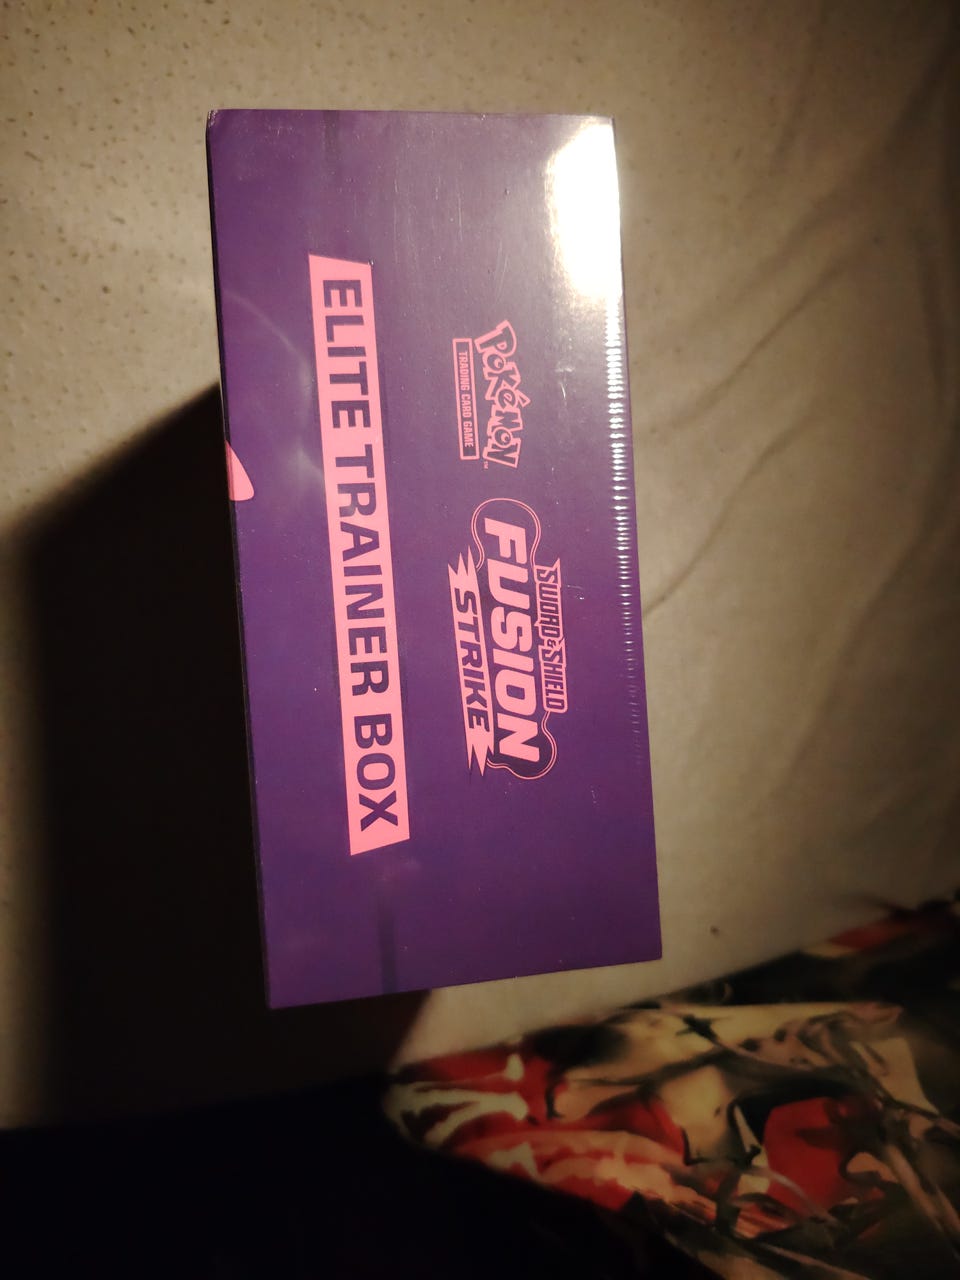 Pokémon
TRADING CARD GAME
SWORD & SHIELD
FUSION
STRIKE
ELITE TRAINER BOX